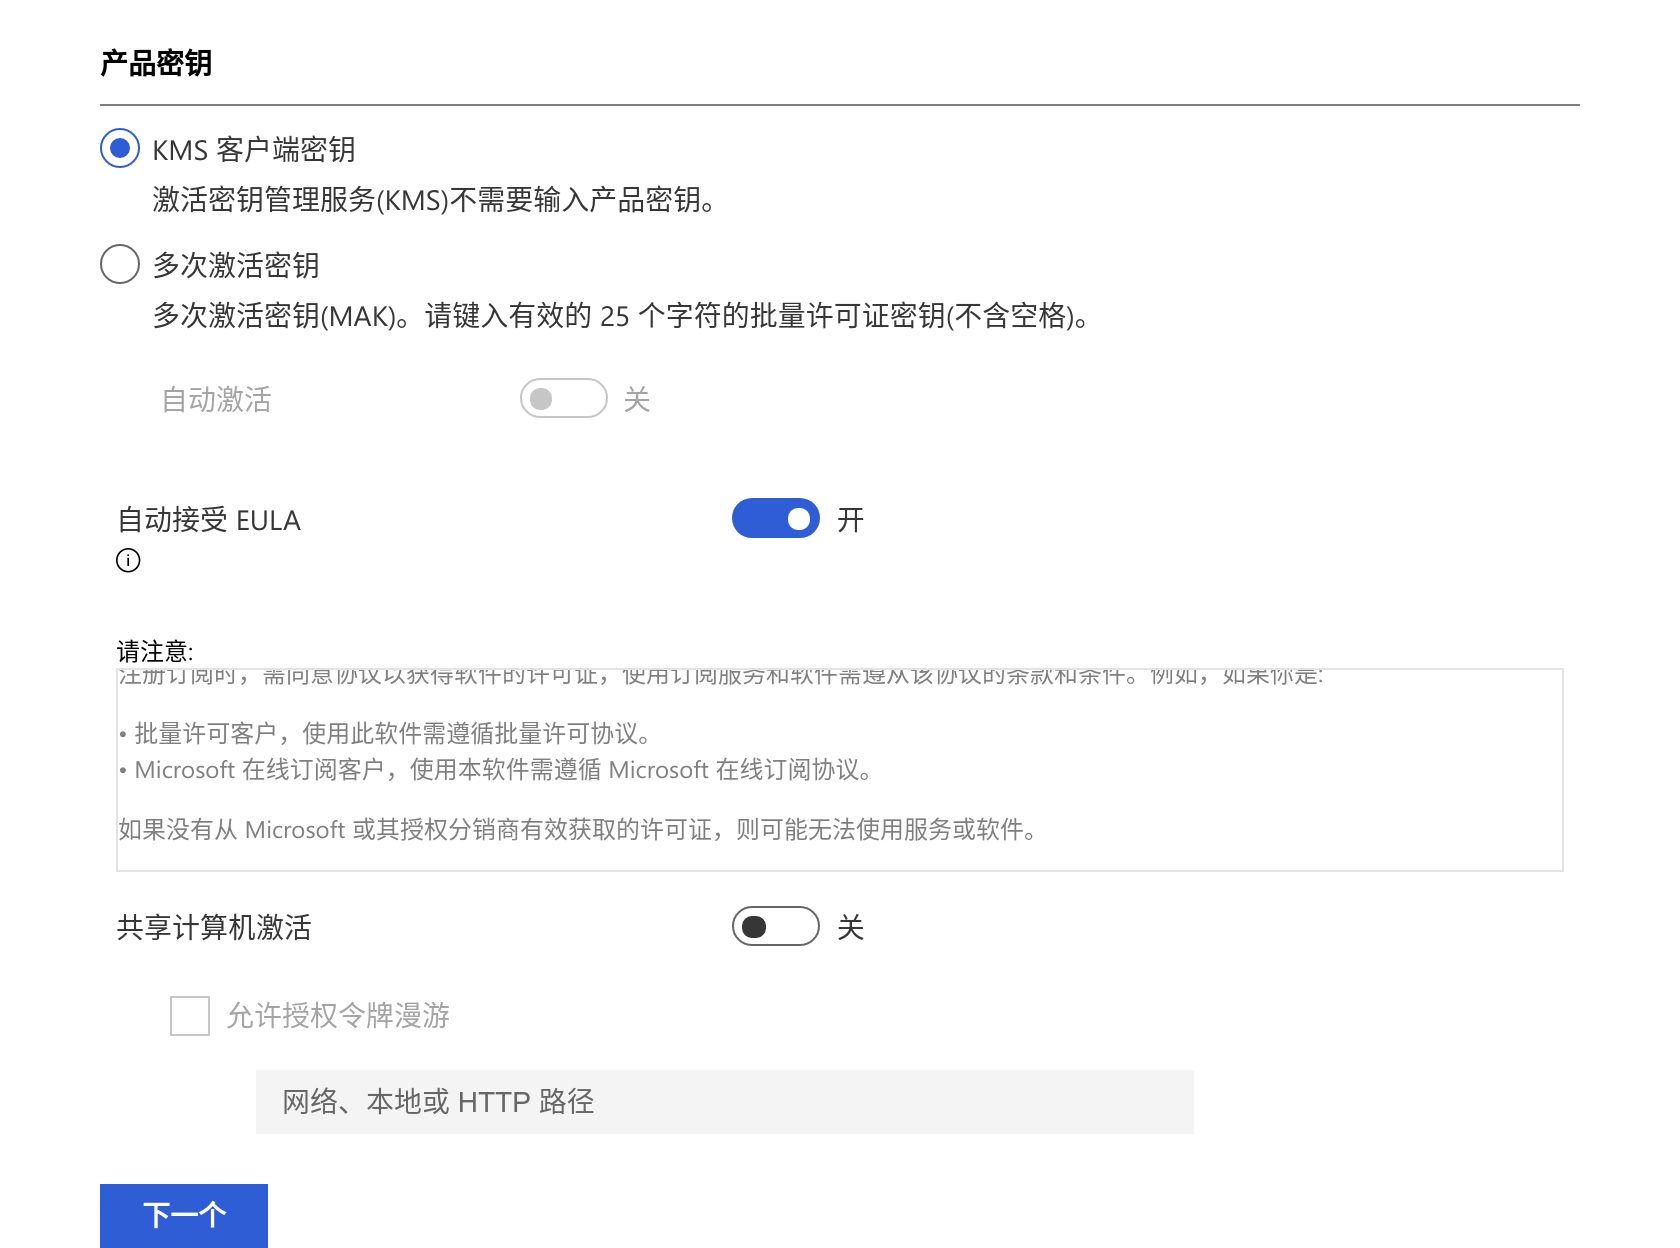 产品密钥
KMS 客户端密钥
激活密钥管理服务(KMS)不需要输入产品密钥。
多次激活密钥
多次激活密钥(MAK)。请键入有效的 25 个字符的批量许可证密钥(不含空格)。
自动激活 关
自动接受 EULA 开
请注意:
注册订阅时，需同意协议以获得软件的许可证，使用订阅服务和软件需遵从该协议的条款和条件。例如，如果你是:
• 批量许可客户，使用此软件需遵循批量许可协议。
• Microsoft 在线订阅客户，使用本软件需遵循 Microsoft 在线订阅协议。
如果没有从 Microsoft 或其授权分销商有效获取的许可证，则可能无法使用服务或软件。
共享计算机激活 关
允许授权令牌漫游
网络、本地或 HTTP 路径
下一个